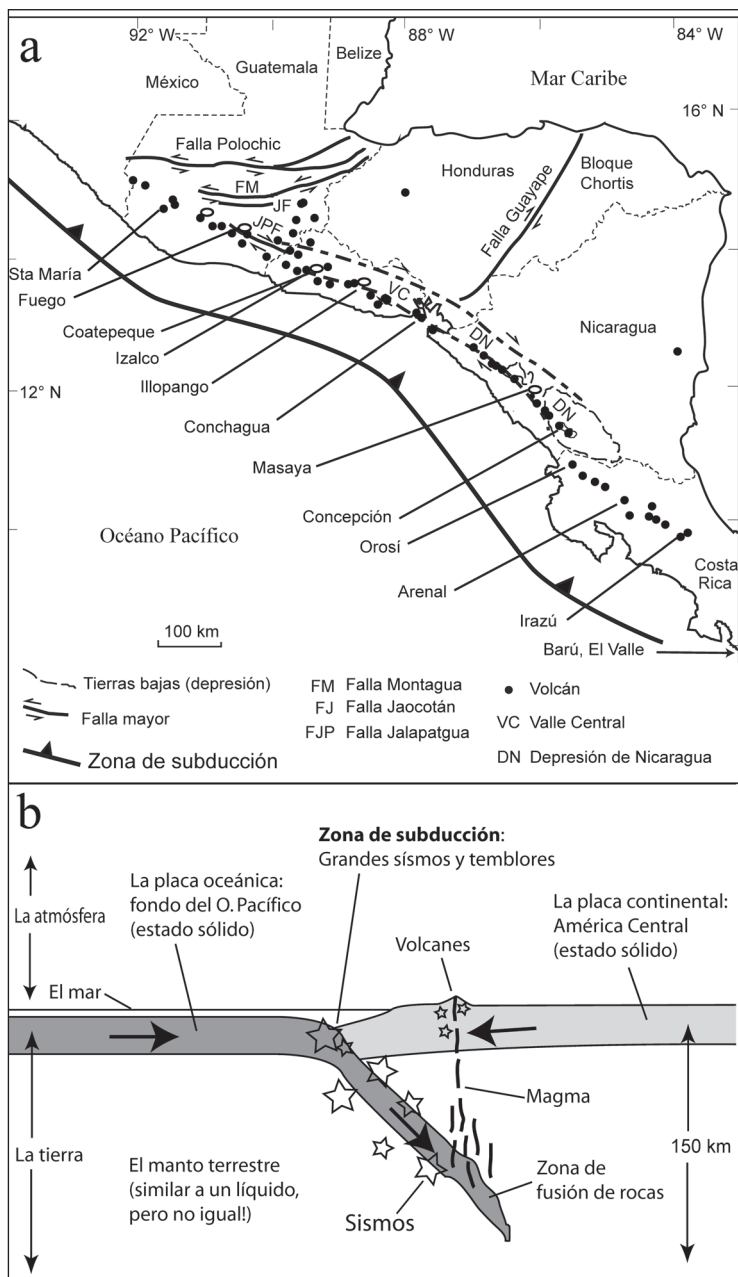 a
92° W
88° W
84° W
Belize
Guatemala
México
Mar Caribe
16° N
Falla Polochic
Honduras
Bloque
Chortis
FM
Falla Guayape
JF
JPF
Sta María
Fuego
VC
Coatepeque
Nicaragua
Izalco
DN
Illopango
12° N
Conchagua
DN
Masaya
Concepción
Océano Pacífico
Orosí
Arenal
Costa
Rica
Irazú
100 km
Barú, El Valle
Tierras bajas (depresión)
Falla mayor
Zona de subducción
FM Falla Montagua
FJ Falla Jaocotán
FJP Falla Jalapatgua
Volcán
VC Valle Central
DN Depresión de Nicaragua
b
Zona de subducción:
Grandes sísmos y temblores
La placa oceánica:
fondo del O. Pacífico
(estado sólido)
La placa continental:
América Central
(estado sólido)
La atmósfera
Volcanes
El mar
Magma
La tierra
150 km
El manto terrestre
(similar a un líquido,
pero no igual!)
Zona de
fusión de rocas
Sismos